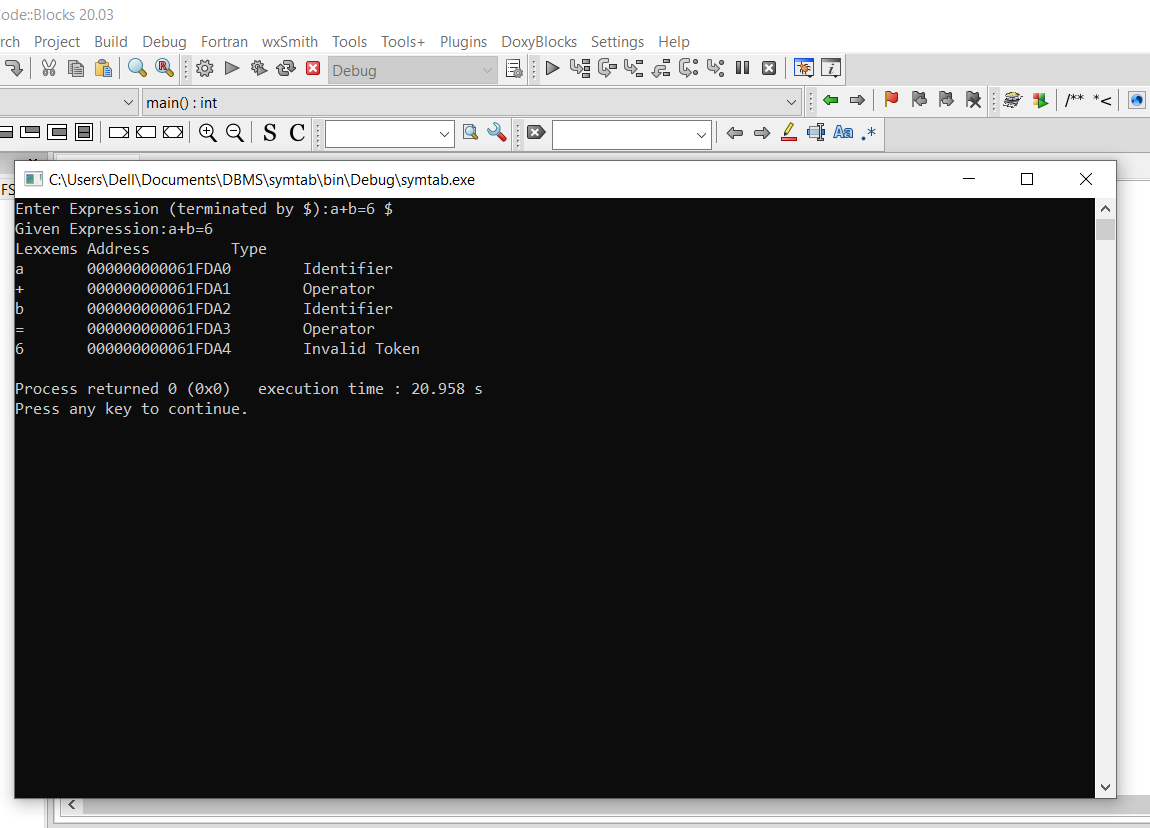 ode::Blocks 20.03
rch Project Build Debug Fortran wxSmith Tools Tools+ Plugins DoxyBlocks Settings Help
Debug
main() : int /** *<
S C Aa .*
C:\Users\Dell\Documents\DBMS\symtab\bin\Debug\symtab.exe
FS
Enter Expression (terminated by $):a+b=6 $
Given Expression:a+b=6
Lexxems Address Type
a 000000000061FDA0 Identifier
+ 000000000061FDA1 Operator
b 000000000061FDA2 Identifier
= 000000000061FDA3 Operator
6 000000000061FDA4 Invalid Token
Process returned 0 (0x0) execution time : 20.958 s
Press any key to continue.